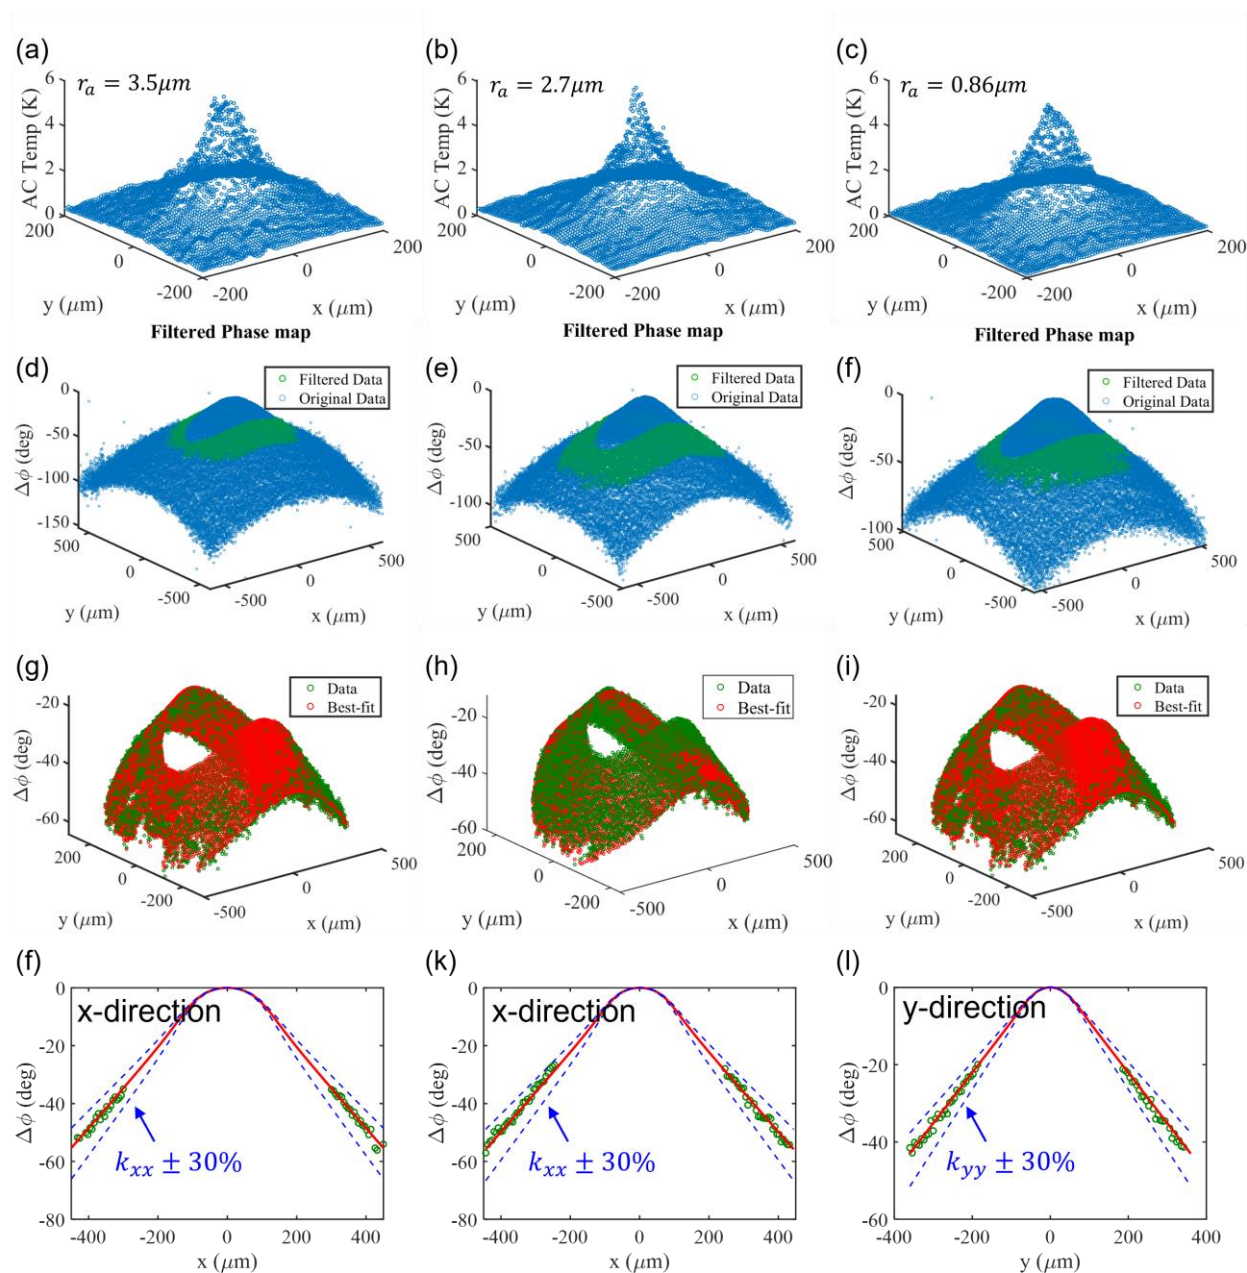 (a)
r_a = 3.5μm
AC Temp (K)
6
4
2
0
200
0
-200
-200
0
200
y (μm)
x (μm)
(b)
r_a = 2.7μm
AC Temp (K)
6
4
2
0
200
0
-200
-200
0
200
y (μm)
x (μm)
(c)
r_a = 0.86μm
AC Temp (K)
6
4
2
0
200
0
-200
-200
0
200
y (μm)
x (μm)
Filtered Phase map
Filtered Phase map
Filtered Phase map
(d)
Filtered Data
Original Data
Δϕ (deg)
0
-50
-100
-150
500
0
-500
-500
0
500
y (μm)
x (μm)
(e)
Filtered Data
Original Data
Δϕ (deg)
0
-50
-100
500
0
-500
-500
0
500
y (μm)
x (μm)
(f)
Filtered Data
Original Data
Δϕ (deg)
0
-50
-100
500
0
-500
-500
0
500
y (μm)
x (μm)
(g)
Data
Best-fit
Δϕ (deg)
-20
-40
-60
200
0
-200
-500
0
500
y (μm)
x (μm)
(h)
Data
Best-fit
Δϕ (deg)
-20
-40
-60
200
0
-200
-500
0
500
y (μm)
x (μm)
(i)
Data
Best-fit
Δϕ (deg)
-20
-40
-60
200
0
-200
-500
0
500
y (μm)
x (μm)
(f)
x-direction
Δϕ (deg)
0
-20
-40
-60
-80
k_xx ± 30%
-400 -200 0 200 400
x (μm)
(k)
x-direction
Δϕ (deg)
0
-20
-40
-60
-80
k_xx ± 30%
-400 -200 0 200 400
x (μm)
(l)
y-direction
Δϕ (deg)
0
-20
-40
-60
k_yy ± 30%
-400 -200 0 200 400
y (μm)